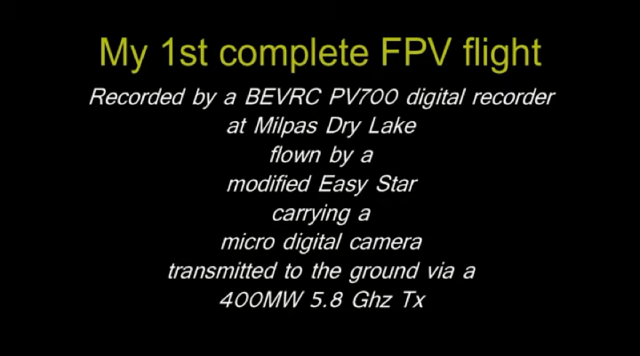 My 1st complete FPV flight
Recorded by a BEVRC PV700 digital recorder
at Milpas Dry Lake
flown by a
modified Easy Star
carrying a
micro digital camera
transmitted to the ground via a
400MW 5.8 Ghz Tx